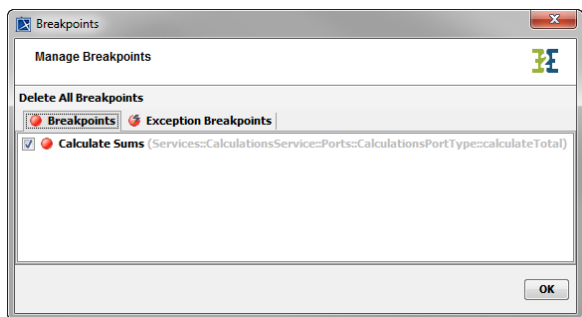 Breakpoints
Manage Breakpoints
Delete All Breakpoints
Breakpoints Exception Breakpoints
Calculate Sums (Services::CalculationsService::Ports::CalculationsPortType::calculateTotal)
OK